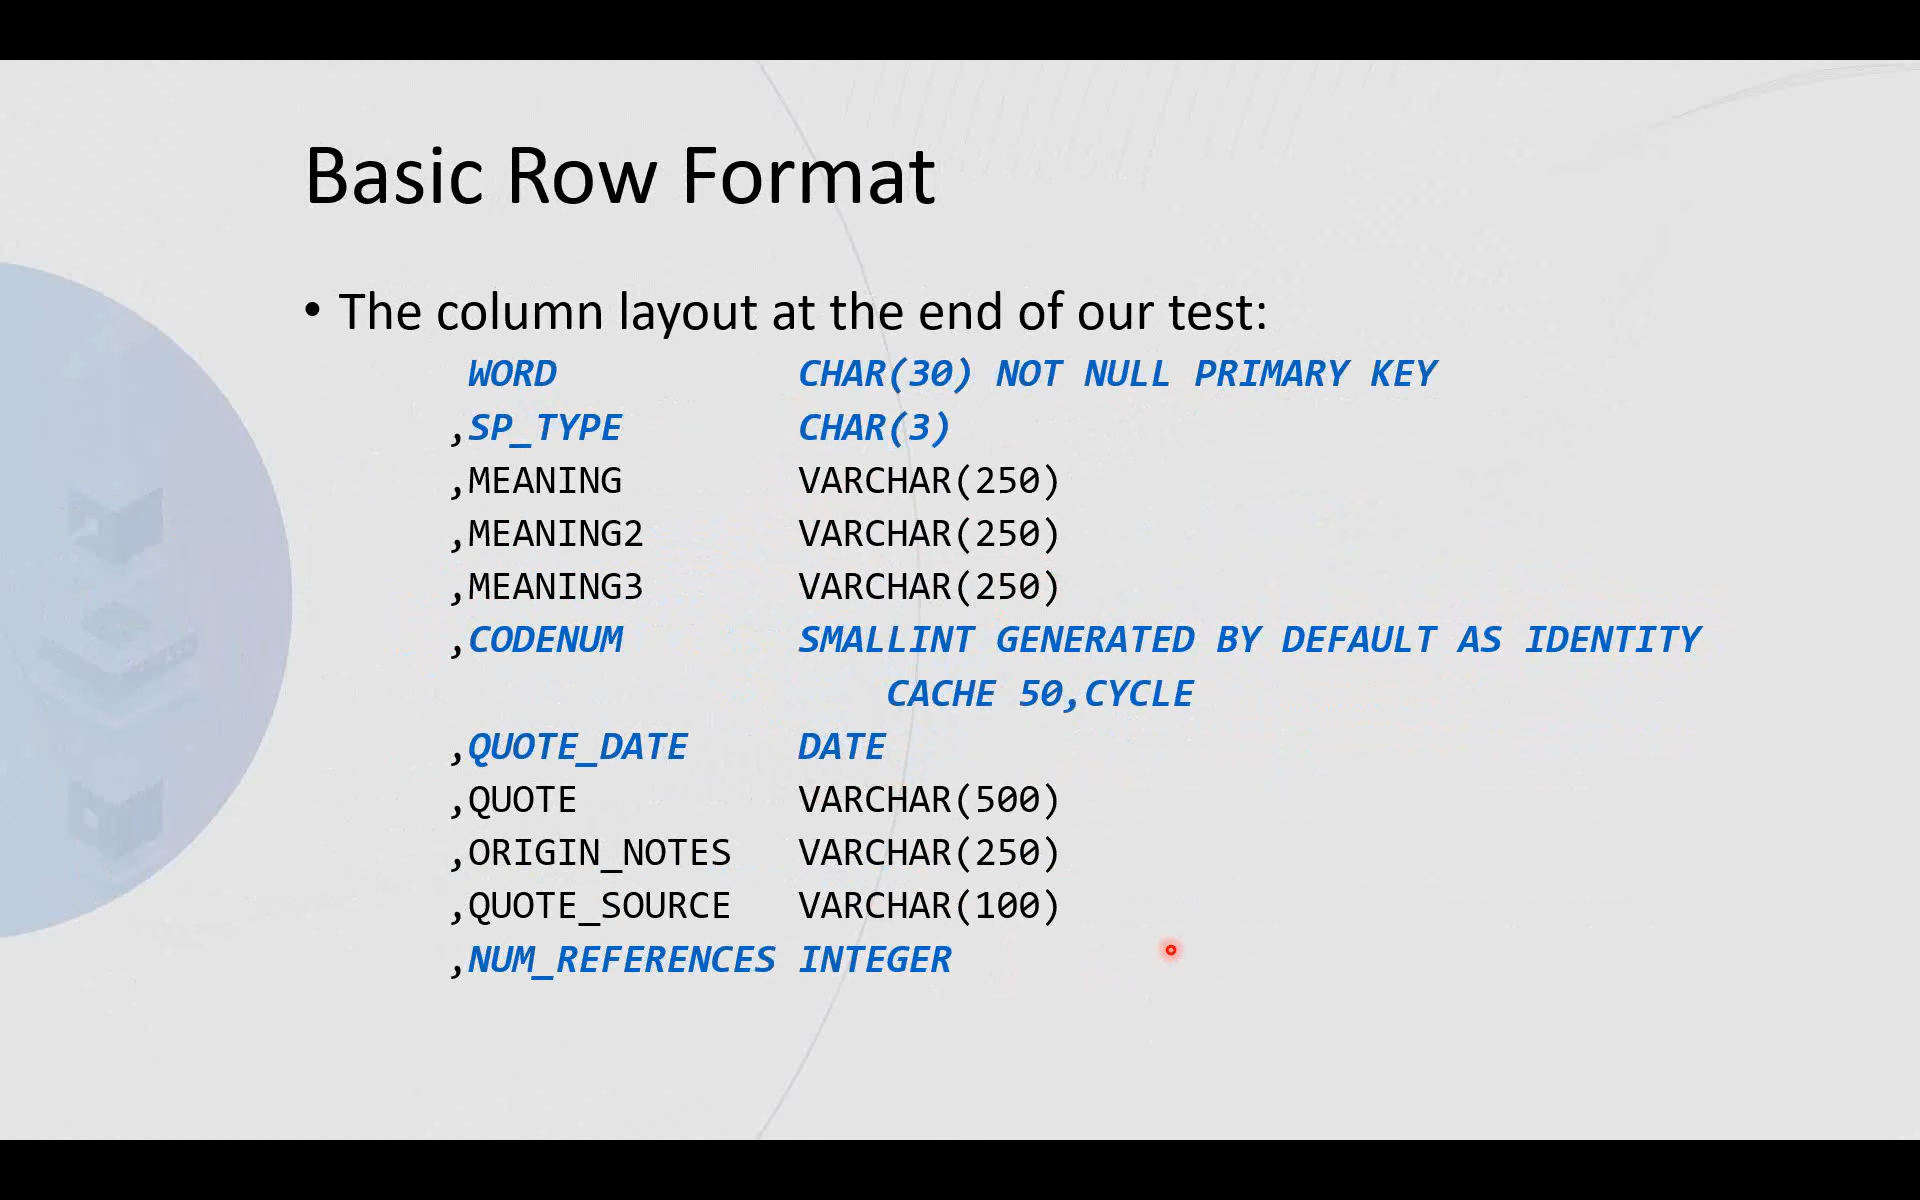 Basic Row Format
• The column layout at the end of our test:
WORD CHAR(30) NOT NULL PRIMARY KEY
,SP_TYPE CHAR(3)
,MEANING VARCHAR(250)
,MEANING2 VARCHAR(250)
,MEANING3 VARCHAR(250)
,CODENUM SMALLINT GENERATED BY DEFAULT AS IDENTITY
CACHE 50,CYCLE
,QUOTE_DATE DATE
,QUOTE VARCHAR(500)
,ORIGIN_NOTES VARCHAR(250)
,QUOTE_SOURCE VARCHAR(100)
,NUM_REFERENCES INTEGER